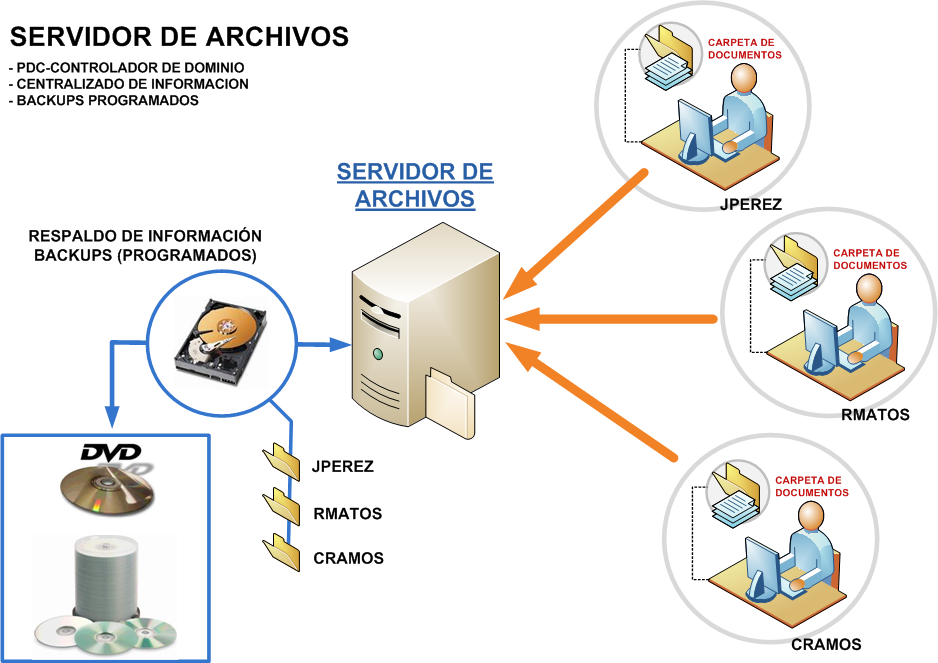 SERVIDOR DE ARCHIVOS
- PDC-CONTROLADOR DE DOMINIO
- CENTRALIZADO DE INFORMACION
- BACKUPS PROGRAMADOS
CARPETA DE
DOCUMENTOS
JPEREZ
SERVIDOR DE
ARCHIVOS
RESPALDO DE INFORMACIÓN
BACKUPS (PROGRAMADOS)
CARPETA DE
DOCUMENTOS
RMATOS
DVD
JPEREZ
RMATOS
CRAMOS
CARPETA DE
DOCUMENTOS
CRAMOS